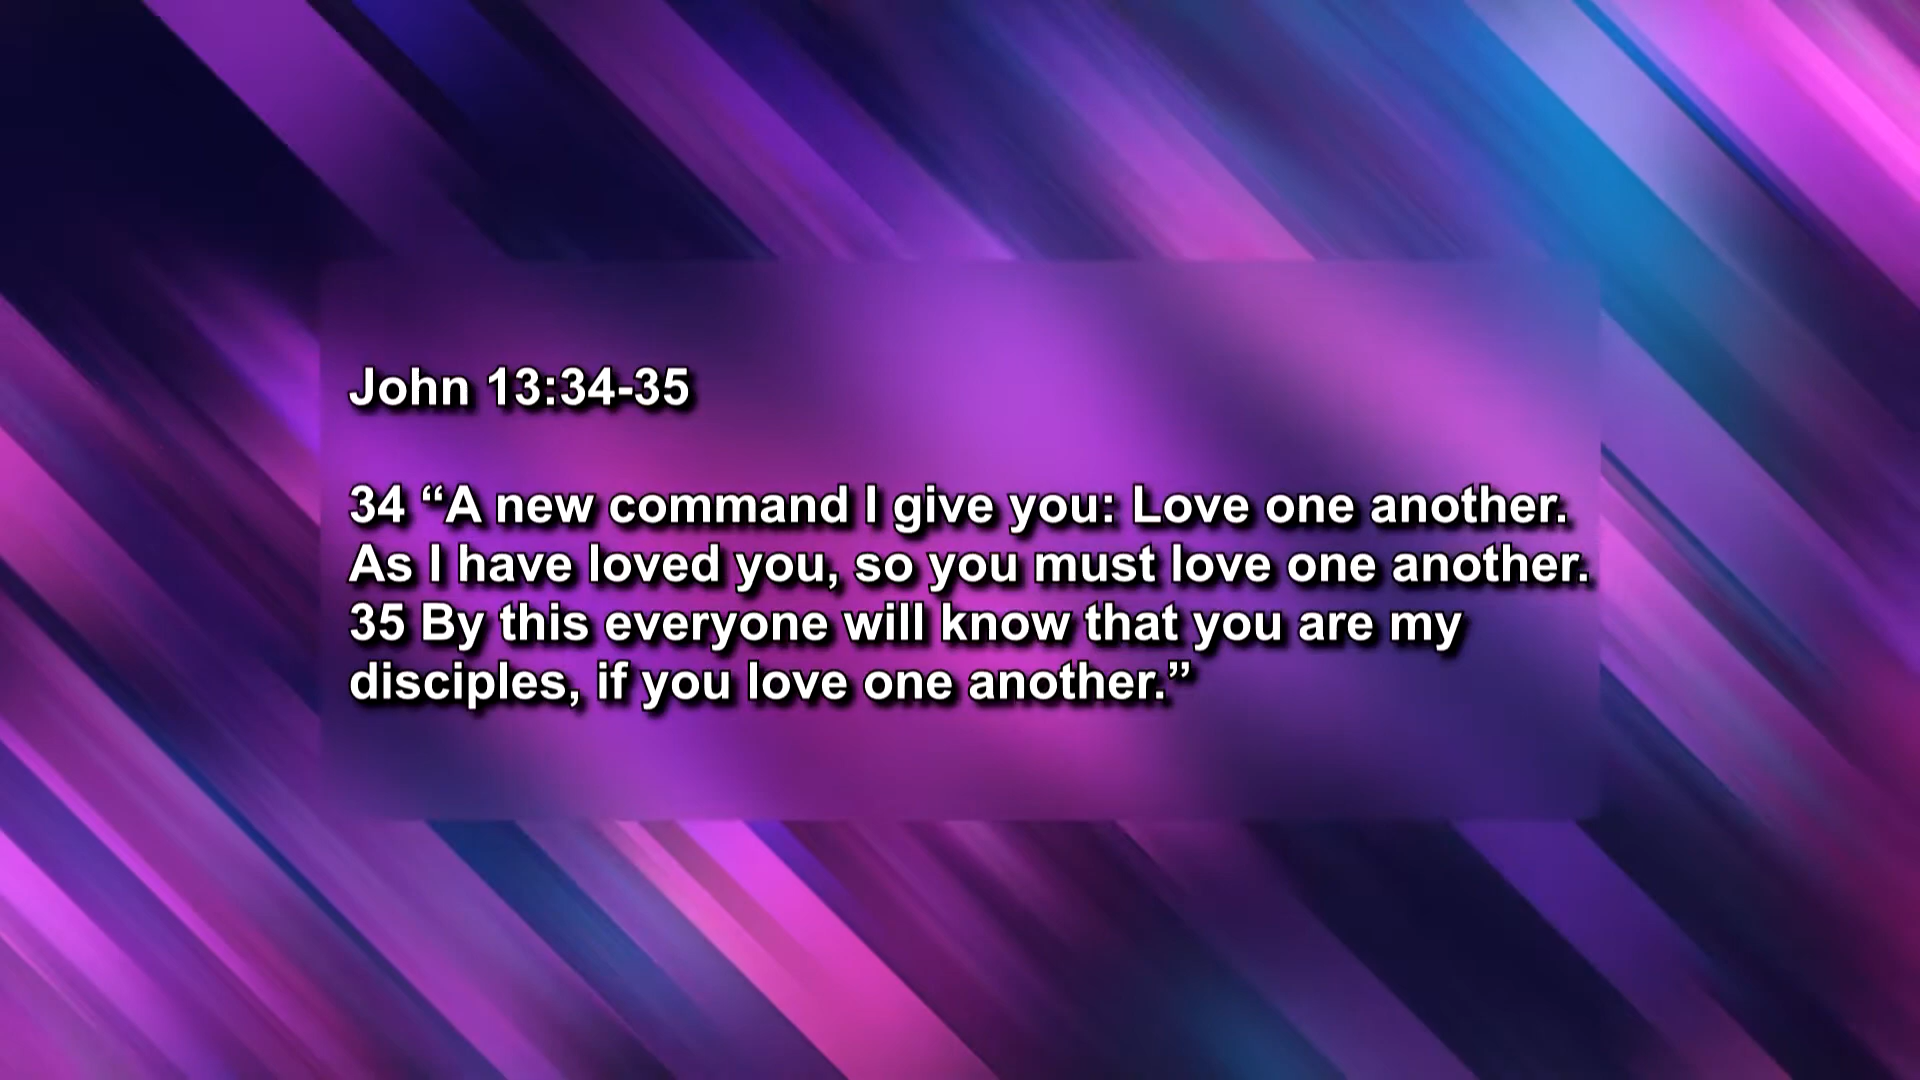 John 13:34-35
34 “A new command I give you: Love one another.
As I have loved you, so you must love one another.
35 By this everyone will know that you are my
disciples, if you love one another.”